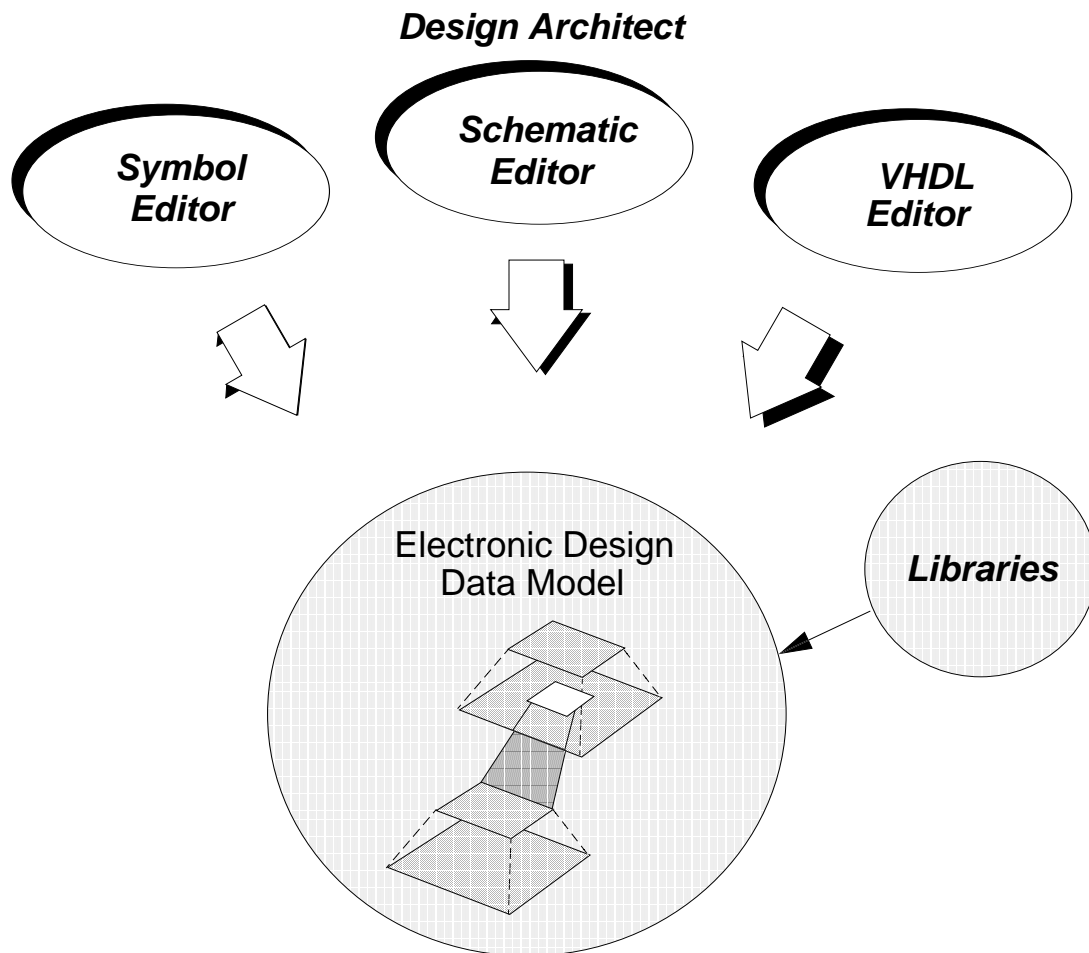 Design Architect
Symbol
Editor
Schematic
Editor
VHDL
Editor
Electronic Design
Data Model
Libraries